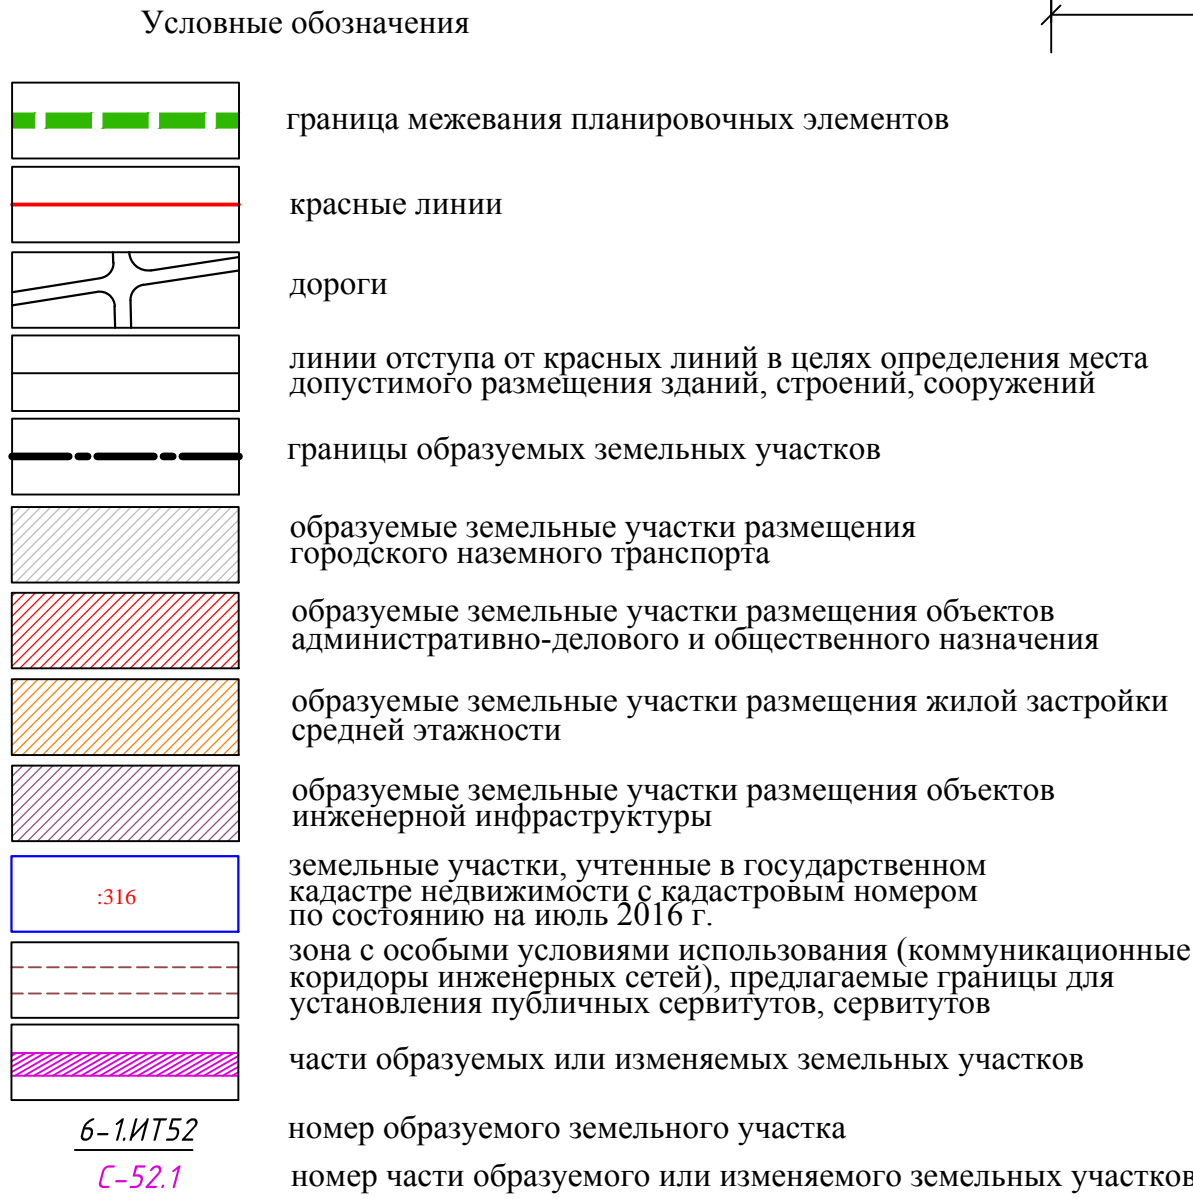 Условные обозначения
граница межевания планировочных элементов
красные линии
дороги
линии отступа от красных линий в целях определения места
допустимого размещения зданий, строений, сооружений
границы образуемых земельных участков
образуемые земельные участки размещения
городского наземного транспорта
образуемые земельные участки размещения объектов
административно-делового и общественного назначения
образуемые земельные участки размещения жилой застройки
средней этажности
образуемые земельные участки размещения объектов
инженерной инфраструктуры
:316
земельные участки, учтенные в государственном
кадастре недвижимости с кадастровым номером
по состоянию на июль 2016 г.
зона с особыми условиями использования (коммуникационные
коридоры инженерных сетей), предлагаемые границы для
установления публичных сервитутов, сервитутов
части образуемых или изменяемых земельных участков
6-1.ИТ52
номер образуемого земельного участка
С-52.1
номер части образуемого или изменяемого земельных участков